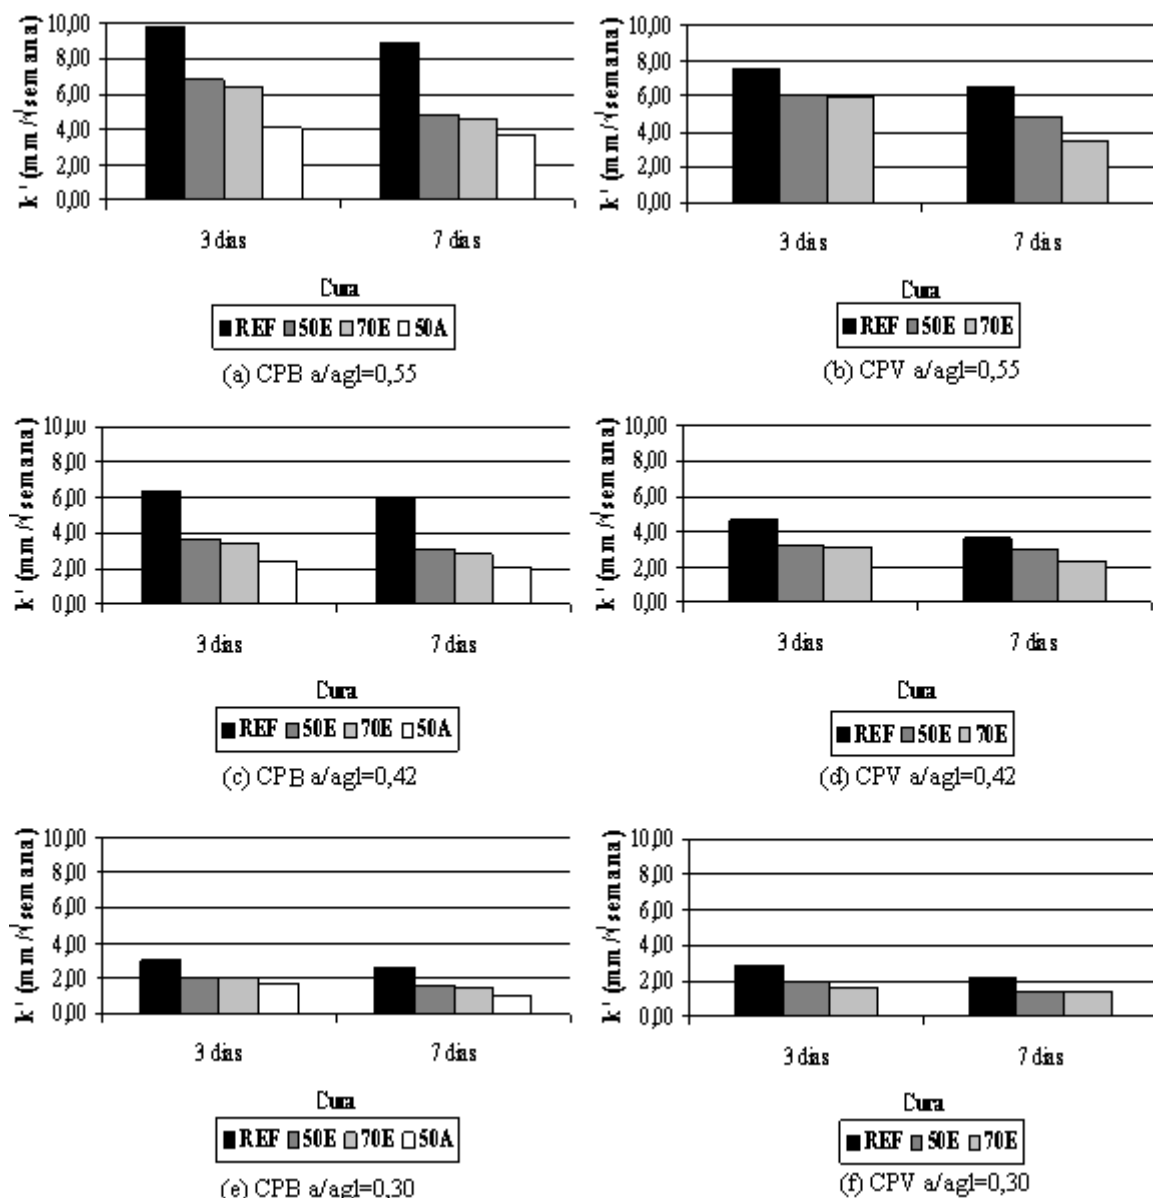 k' (mm/√semana)
10,00
8,00
6,00
4,00
2,00
0,00
3 dias
7 dias
Cura
REF 50E 70E 50A
(a) CPB a/agl=0,55
k' (mm/√semana)
10,00
8,00
6,00
4,00
2,00
0,00
3 dias
7 dias
Cura
REF 50E 70E
(b) CPV a/agl=0,55
k' (mm/√semana)
10,00
8,00
6,00
4,00
2,00
0,00
3 dias
7 dias
Cura
REF 50E 70E 50A
(c) CPB a/agl=0,42
k' (mm/√semana)
10,00
8,00
6,00
4,00
2,00
0,00
3 dias
7 dias
Cura
REF 50E 70E
(d) CPV a/agl=0,42
k' (mm/√semana)
10,00
8,00
6,00
4,00
2,00
0,00
3 dias
7 dias
Cura
REF 50E 70E 50A
(e) CPB a/agl=0,30
k' (mm/√semana)
10,00
8,00
6,00
4,00
2,00
0,00
3 dias
7 dias
Cura
REF 50E 70E
(f) CPV a/agl=0,30